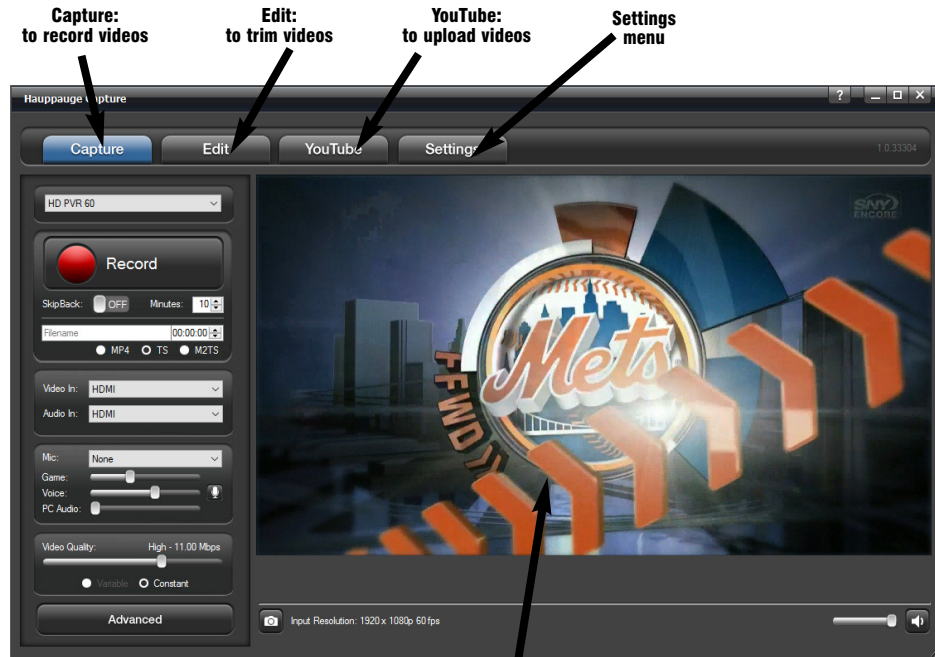 Capture:
to record videos
Edit:
to trim videos
YouTube:
to upload videos
Settings
menu
Hauppauge Capture
?
Capture
Edit
YouTube
Settings
1.0.33304
HD PVR 60
Record
SkipBack:
OFF
Minutes:
10
Filename
00:00:00
MP4
TS
M2TS
Video In:
HDMI
Audio In:
HDMI
Mic:
None
Game:
Voice:
PC Audio:
Video Quality:
High - 11.00 Mbps
Variable
Constant
Advanced
SNY
ENCORE
Mets
FFWD
Input Resolution: 1920 x 1080p 60 fps